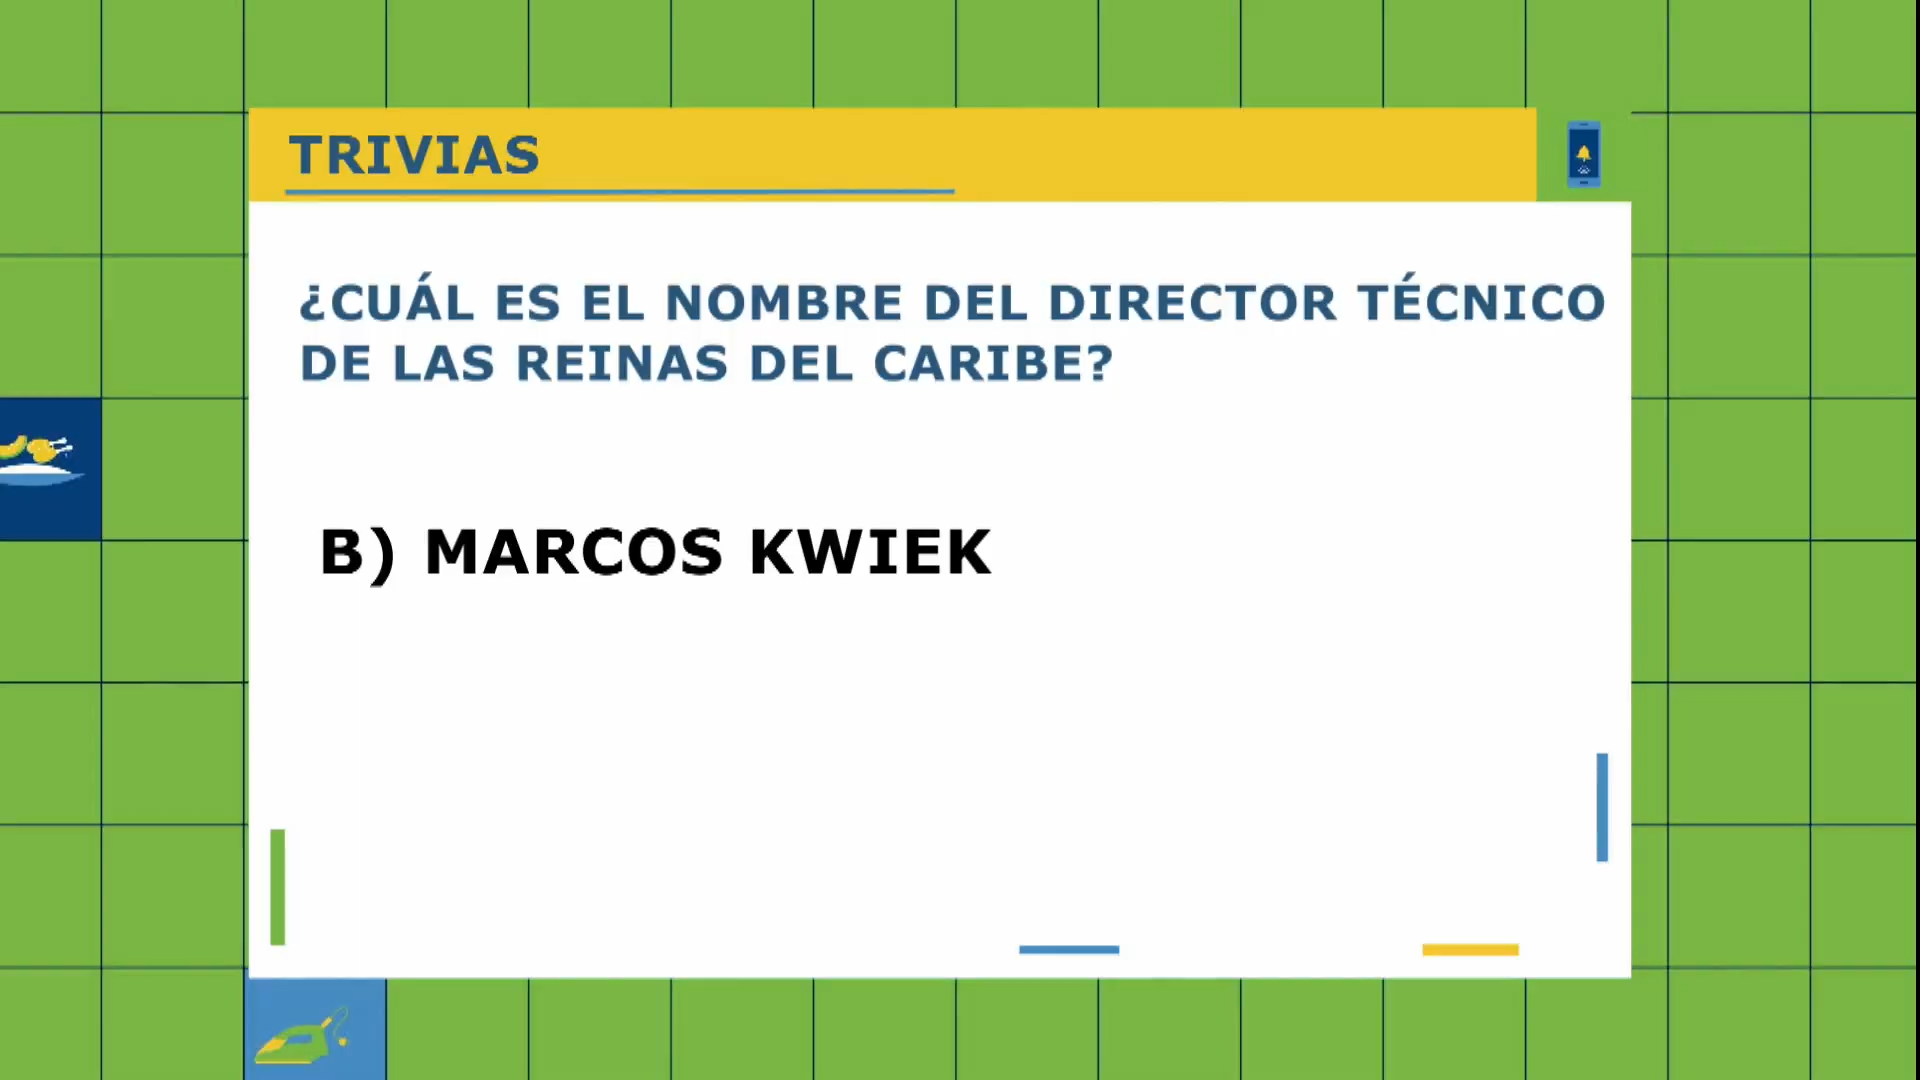 TRIVIAS
¿CUÁL ES EL NOMBRE DEL DIRECTOR TÉCNICO
DE LAS REINAS DEL CARIBE?
B) MARCOS KWIEK